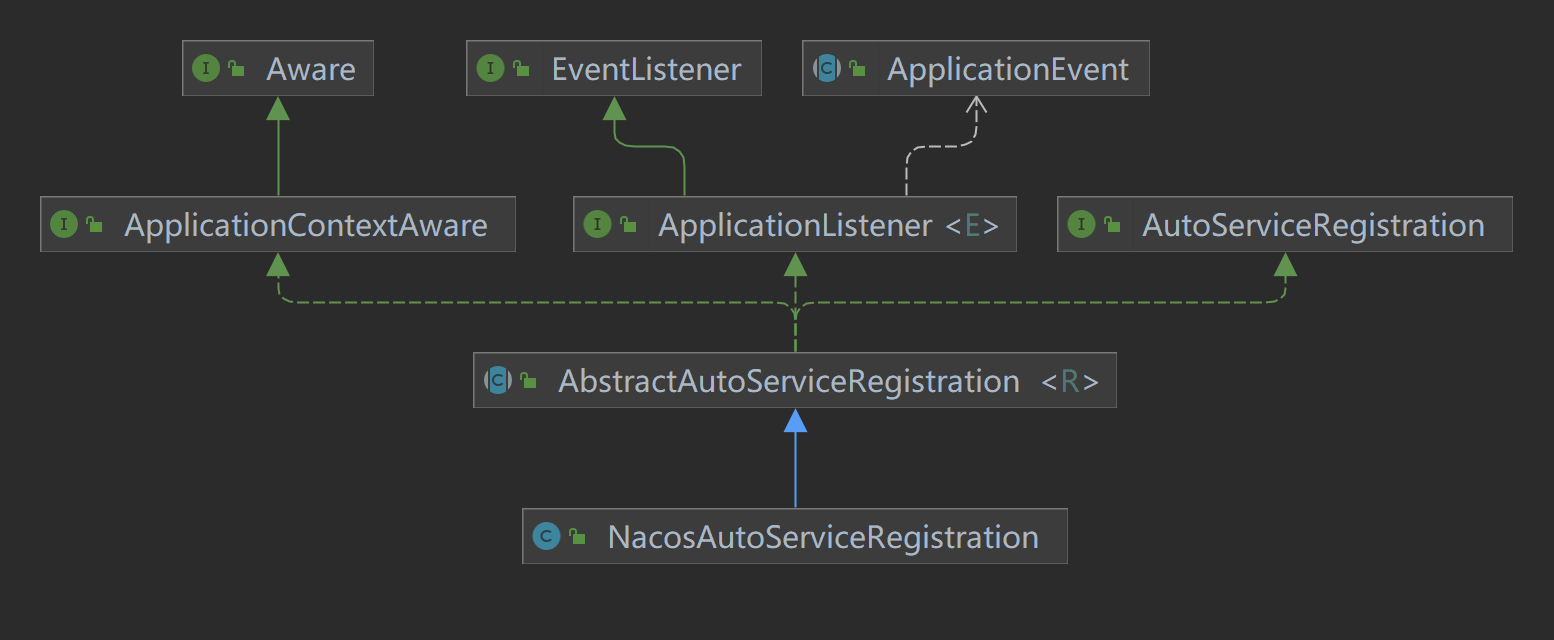 Aware
EventListener
ApplicationEvent
ApplicationContextAware
ApplicationListener <E>
AutoServiceRegistration
AbstractAutoServiceRegistration <R>
NacosAutoServiceRegistration